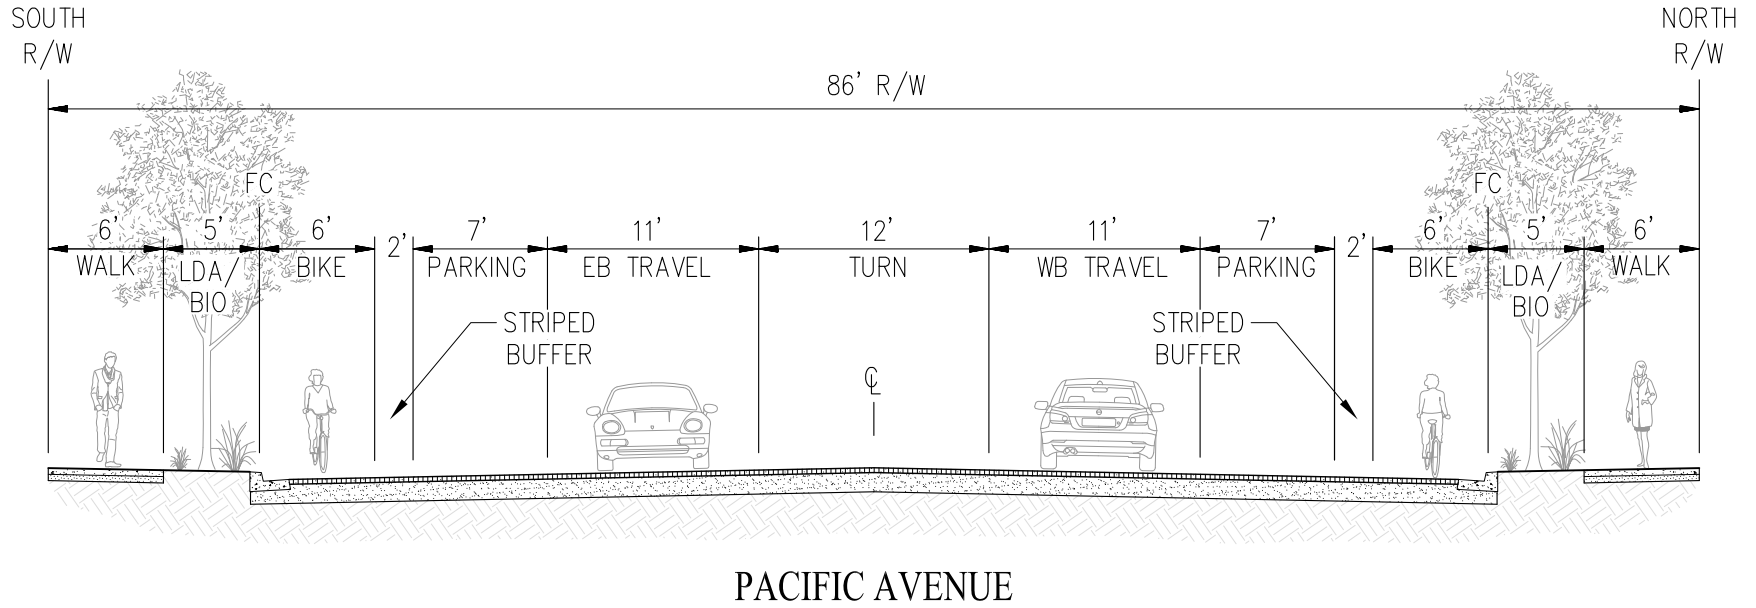 SOUTH
R/W
NORTH
R/W
86' R/W
FC
FC
6'
5'
6'
2'
7'
11'
12'
11'
7'
2'
6'
5'
6'
WALK
LDA/
BIO
BIKE
PARKING
EB TRAVEL
TURN
WB TRAVEL
PARKING
BIKE
LDA/
BIO
WALK
STRIPED
BUFFER
STRIPED
BUFFER
CL
PACIFIC AVENUE